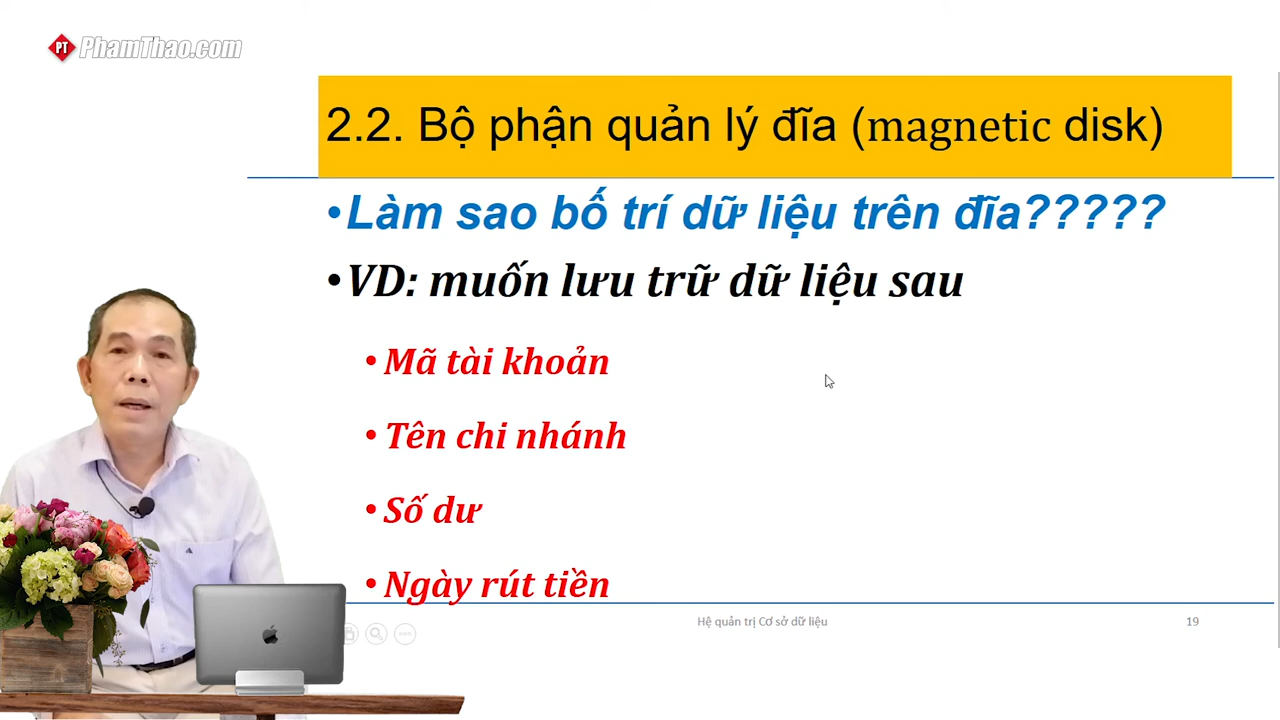 PT PhamThao.com
2.2. Bộ phận quản lý đĩa (magnetic disk)
•Làm sao bố trí dữ liệu trên đĩa?????
•VD: muốn lưu trữ dữ liệu sau
• Mã tài khoản
• Tên chi nhánh
• Số dư
• Ngày rút tiền
Hệ quản trị Cơ sở dữ liệu 19